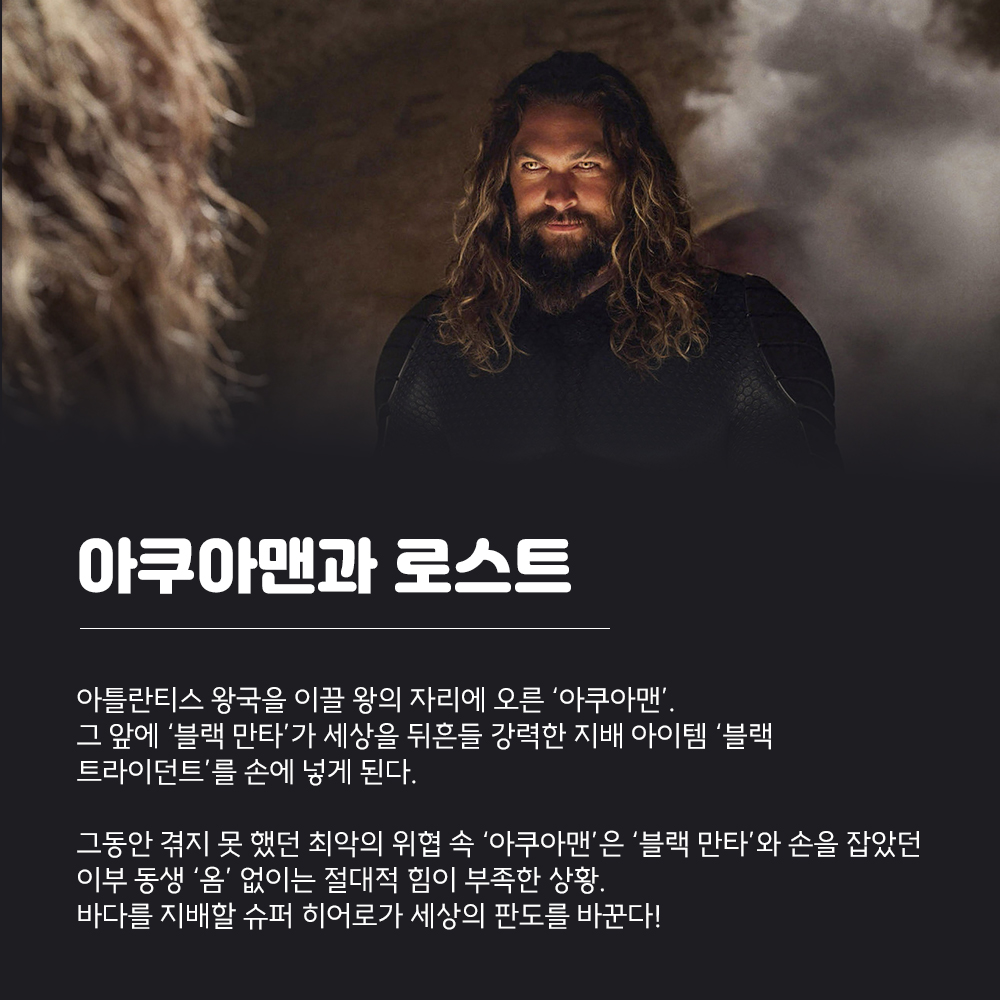 아쿠아맨과 로스트
아틀란티스 왕국을 이끌 왕의 자리에 오른 ‘아쿠아맨’.
그 앞에 ‘블랙 만타’가 세상을 뒤흔들 강력한 지배 아이템 ‘블랙
트라이던트’를 손에 넣게 된다.
그동안 겪지 못 했던 최악의 위협 속 ‘아쿠아맨’은 ‘블랙 만타’와 손을 잡았던
이부 동생 ‘옴’ 없이는 절대적 힘이 부족한 상황.
바다를 지배할 슈퍼 히어로가 세상의 판도를 바꾼다!